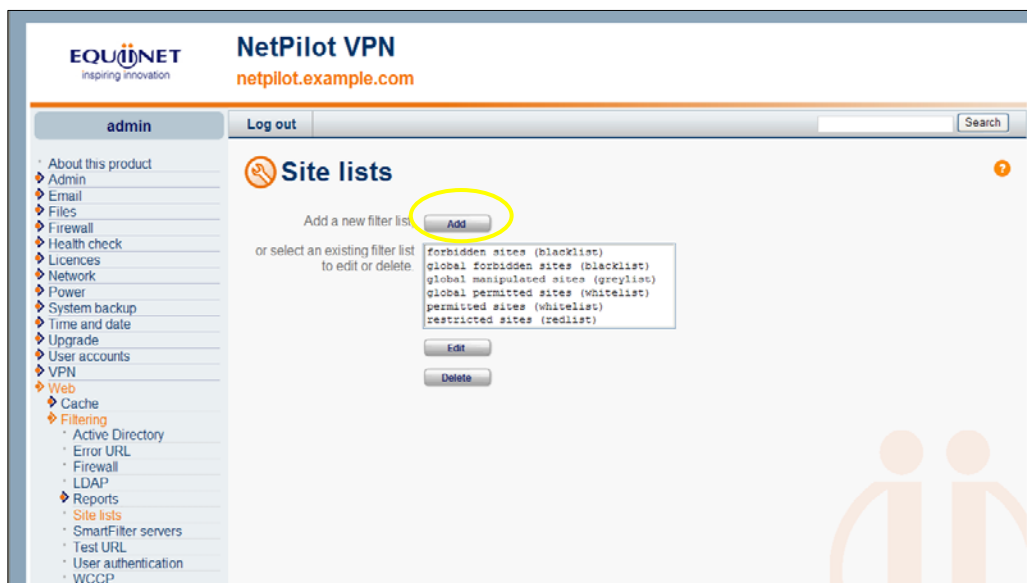 EQUiiNET
inspiring innovation
NetPilot VPN
netpilot.example.com
admin
Log out
Search
About this product
Admin
Email
Files
Firewall
Health check
Licences
Network
Power
System backup
Time and date
Upgrade
User accounts
VPN
Web
Cache
Filtering
Active Directory
Error URL
Firewall
LDAP
Reports
Site lists
SmartFilter servers
Test URL
User authentication
WCCP
Site lists
?
Add a new filter list
Add
or select an existing filter list
to edit or delete.
forbidden sites (blacklist)
global forbidden sites (blacklist)
global manipulated sites (greylist)
global permitted sites (whitelist)
permitted sites (whitelist)
restricted sites (redlist)
Edit
Delete